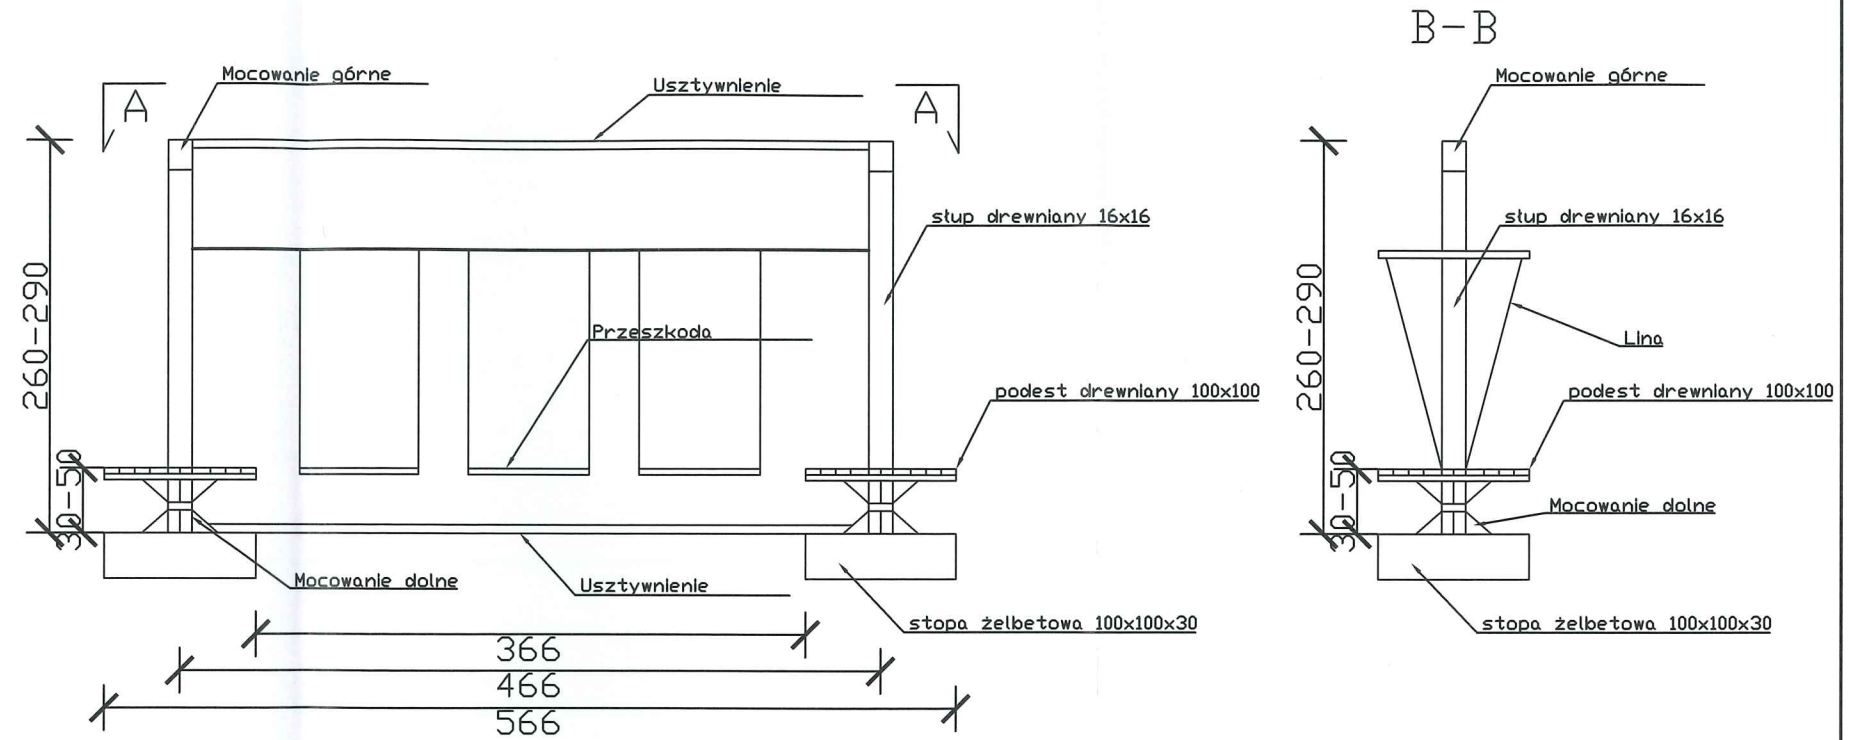 B-B
Mocowanie górne
Usztywnienie
Mocowanie górne
A
A
słup drewniany 16x16
słup drewniany 16x16
260-290
260-290
Przeszkoda
Lina
podest drewniany 100x100
podest drewniany 100x100
30-50
30-50
Mocowanie dolne
Mocowanie dolne
Usztywnienie
stopa żelbetowa 100x100x30
stopa żelbetowa 100x100x30
366
466
566